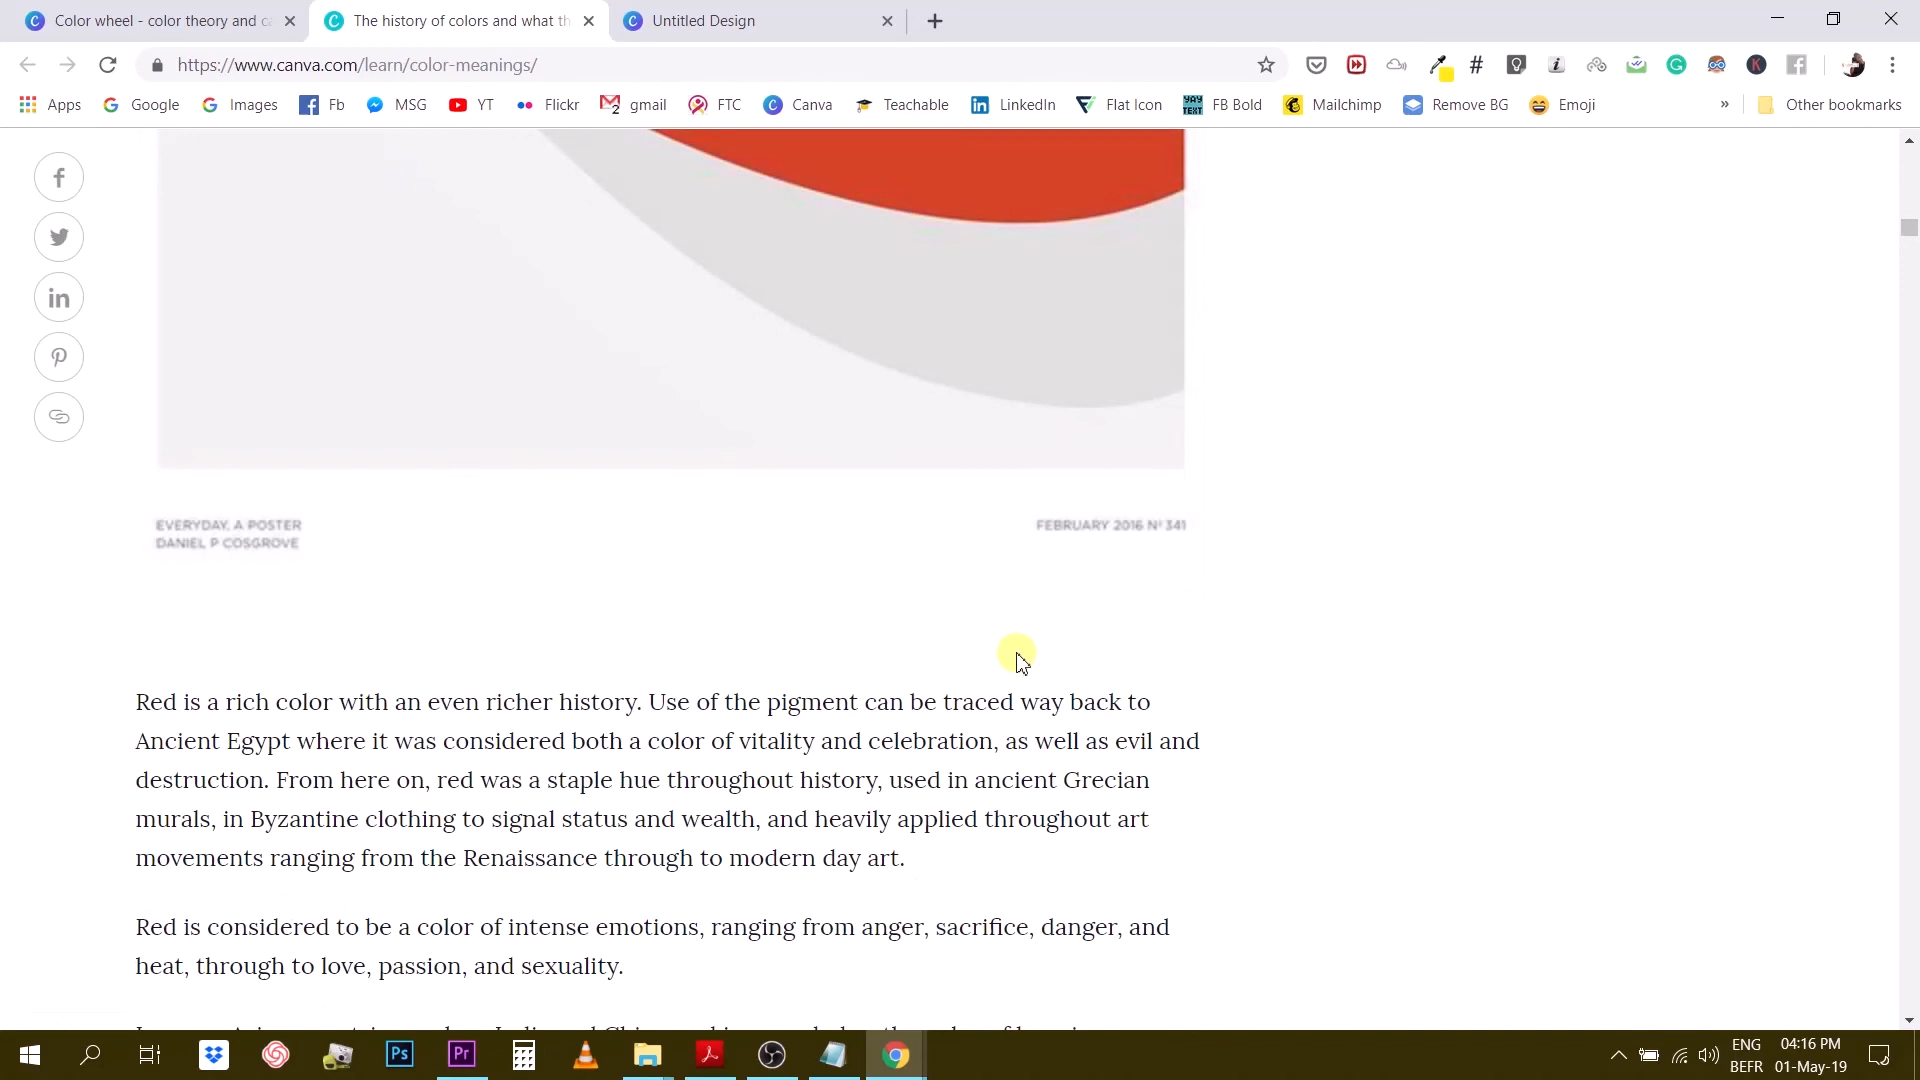 Color wheel - color theory and c
The history of colors and what th
Untitled Design
https://www.canva.com/learn/color-meanings/
Apps
Google
Images
Fb
MSG
YT
Flickr
gmail
FTC
Canva
Teachable
LinkedIn
Flat Icon
FB Bold
Mailchimp
Remove BG
Emoji
»
Other bookmarks
EVERYDAY, A POSTER
DANIEL P COSGROVE
FEBRUARY 2016 Nº 341
Red is a rich color with an even richer history. Use of the pigment can be traced way back to
Ancient Egypt where it was considered both a color of vitality and celebration, as well as evil and
destruction. From here on, red was a staple hue throughout history, used in ancient Grecian
murals, in Byzantine clothing to signal status and wealth, and heavily applied throughout art
movements ranging from the Renaissance through to modern day art.
Red is considered to be a color of intense emotions, ranging from anger, sacrifice, danger, and
heat, through to love, passion, and sexuality.
ENG
BEFR
04:16 PM
01-May-19